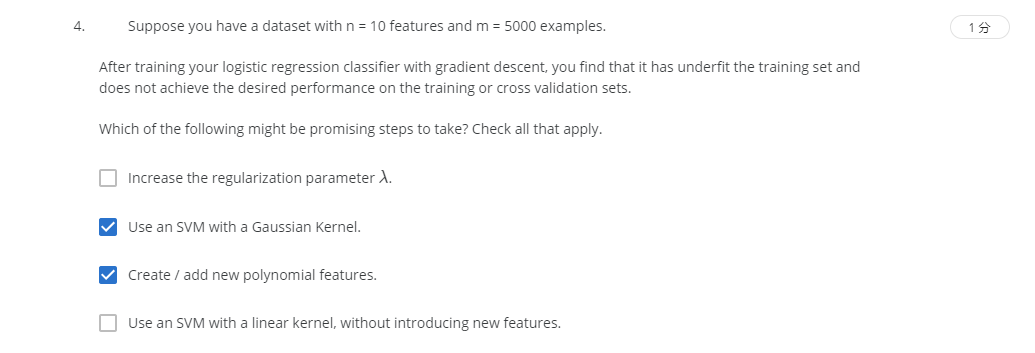 4. Suppose you have a dataset with n = 10 features and m = 5000 examples.
1 分
After training your logistic regression classifier with gradient descent, you find that it has underfit the training set and
does not achieve the desired performance on the training or cross validation sets.
Which of the following might be promising steps to take? Check all that apply.
Increase the regularization parameter λ.
Use an SVM with a Gaussian Kernel.
Create / add new polynomial features.
Use an SVM with a linear kernel, without introducing new features.